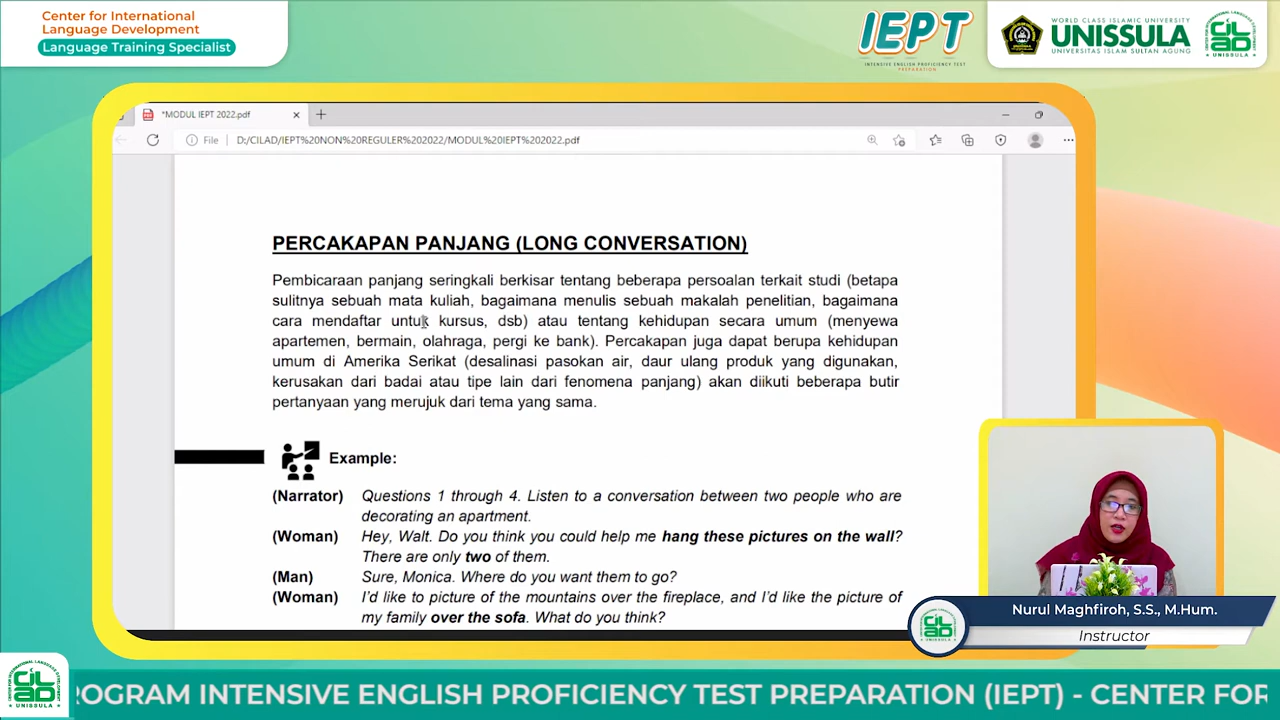 Center for International
Language Development
Language Training Specialist
IEPT
INTENSIVE ENGLISH PROFICIENCY TEST
PREPARATION
WORLD CLASS ISLAMIC UNIVERSITY
UNISSULA
UNIVERSITAS ISLAM SULTAN AGUNG
CILAD
UNISSULA
*MODUL IEPT 2022.pdf
File
D:/CILAD/IEPT%20NON%20REGULER%202022/MODUL%20IEPT%202022.pdf
PERCAKAPAN PANJANG (LONG CONVERSATION)
Pembicaraan panjang seringkali berkisar tentang beberapa persoalan terkait studi (betapa
sulitnya sebuah mata kuliah, bagaimana menulis sebuah makalah penelitian, bagaimana
cara mendaftar untuk kursus, dsb) atau tentang kehidupan secara umum (menyewa
apartemen, bermain, olahraga, pergi ke bank). Percakapan juga dapat berupa kehidupan
umum di Amerika Serikat (desalinasi pasokan air, daur ulang produk yang digunakan,
kerusakan dari badai atau tipe lain dari fenomena panjang) akan diikuti beberapa butir
pertanyaan yang merujuk dari tema yang sama.
Example:
(Narrator) Questions 1 through 4. Listen to a conversation between two people who are
decorating an apartment.
(Woman) Hey, Walt. Do you think you could help me hang these pictures on the wall?
There are only two of them.
(Man) Sure, Monica. Where do you want them to go?
(Woman) I'd like to picture of the mountains over the fireplace, and I'd like the picture of
my family over the sofa. What do you think?
Nurul Maghfiroh, S.S., M.Hum.
Instructor
CILAD
UNISSULA
ROGRAM INTENSIVE ENGLISH PROFICIENCY TEST PREPARATION (IEPT) - CENTER FOR